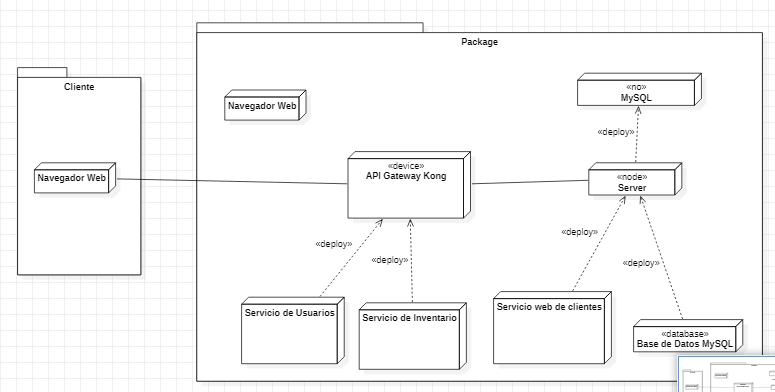 Package
Cliente
«no»
MySQL
Navegador Web
«deploy»
«device»
API Gateway Kong
Navegador Web
«node»
Server
«deploy»
«deploy»
«deploy»
«deploy»
Servicio de Usuarios
Servicio de Inventario
Servicio web de clientes
«database»
Base de Datos MySQL